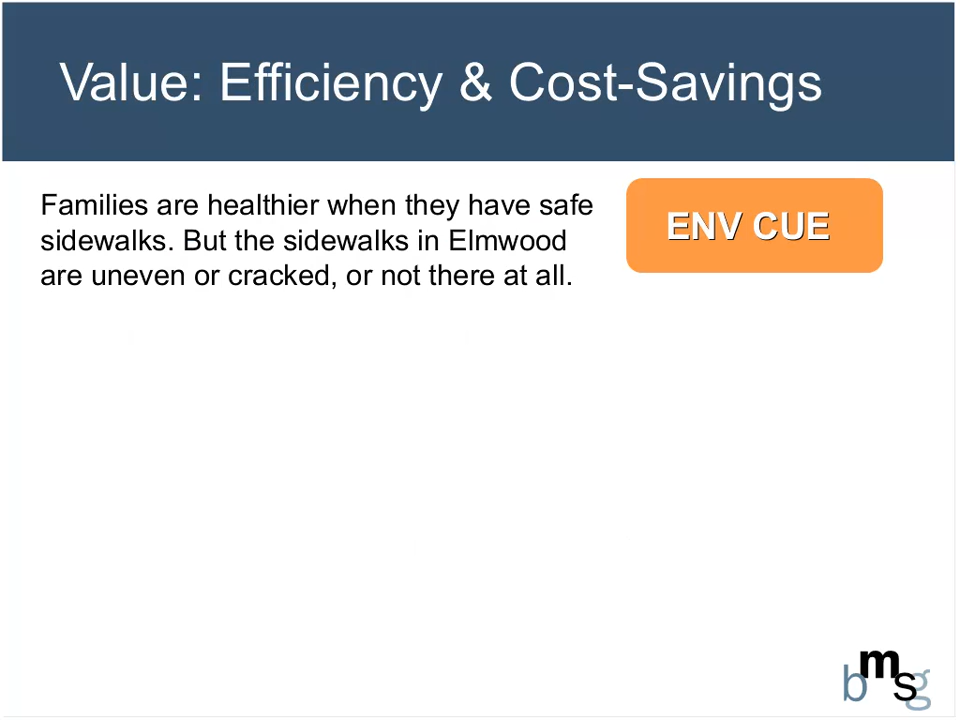 Value: Efficiency & Cost-Savings
Families are healthier when they have safe
sidewalks. But the sidewalks in Elmwood
are uneven or cracked, or not there at all.
ENV CUE
bmsg